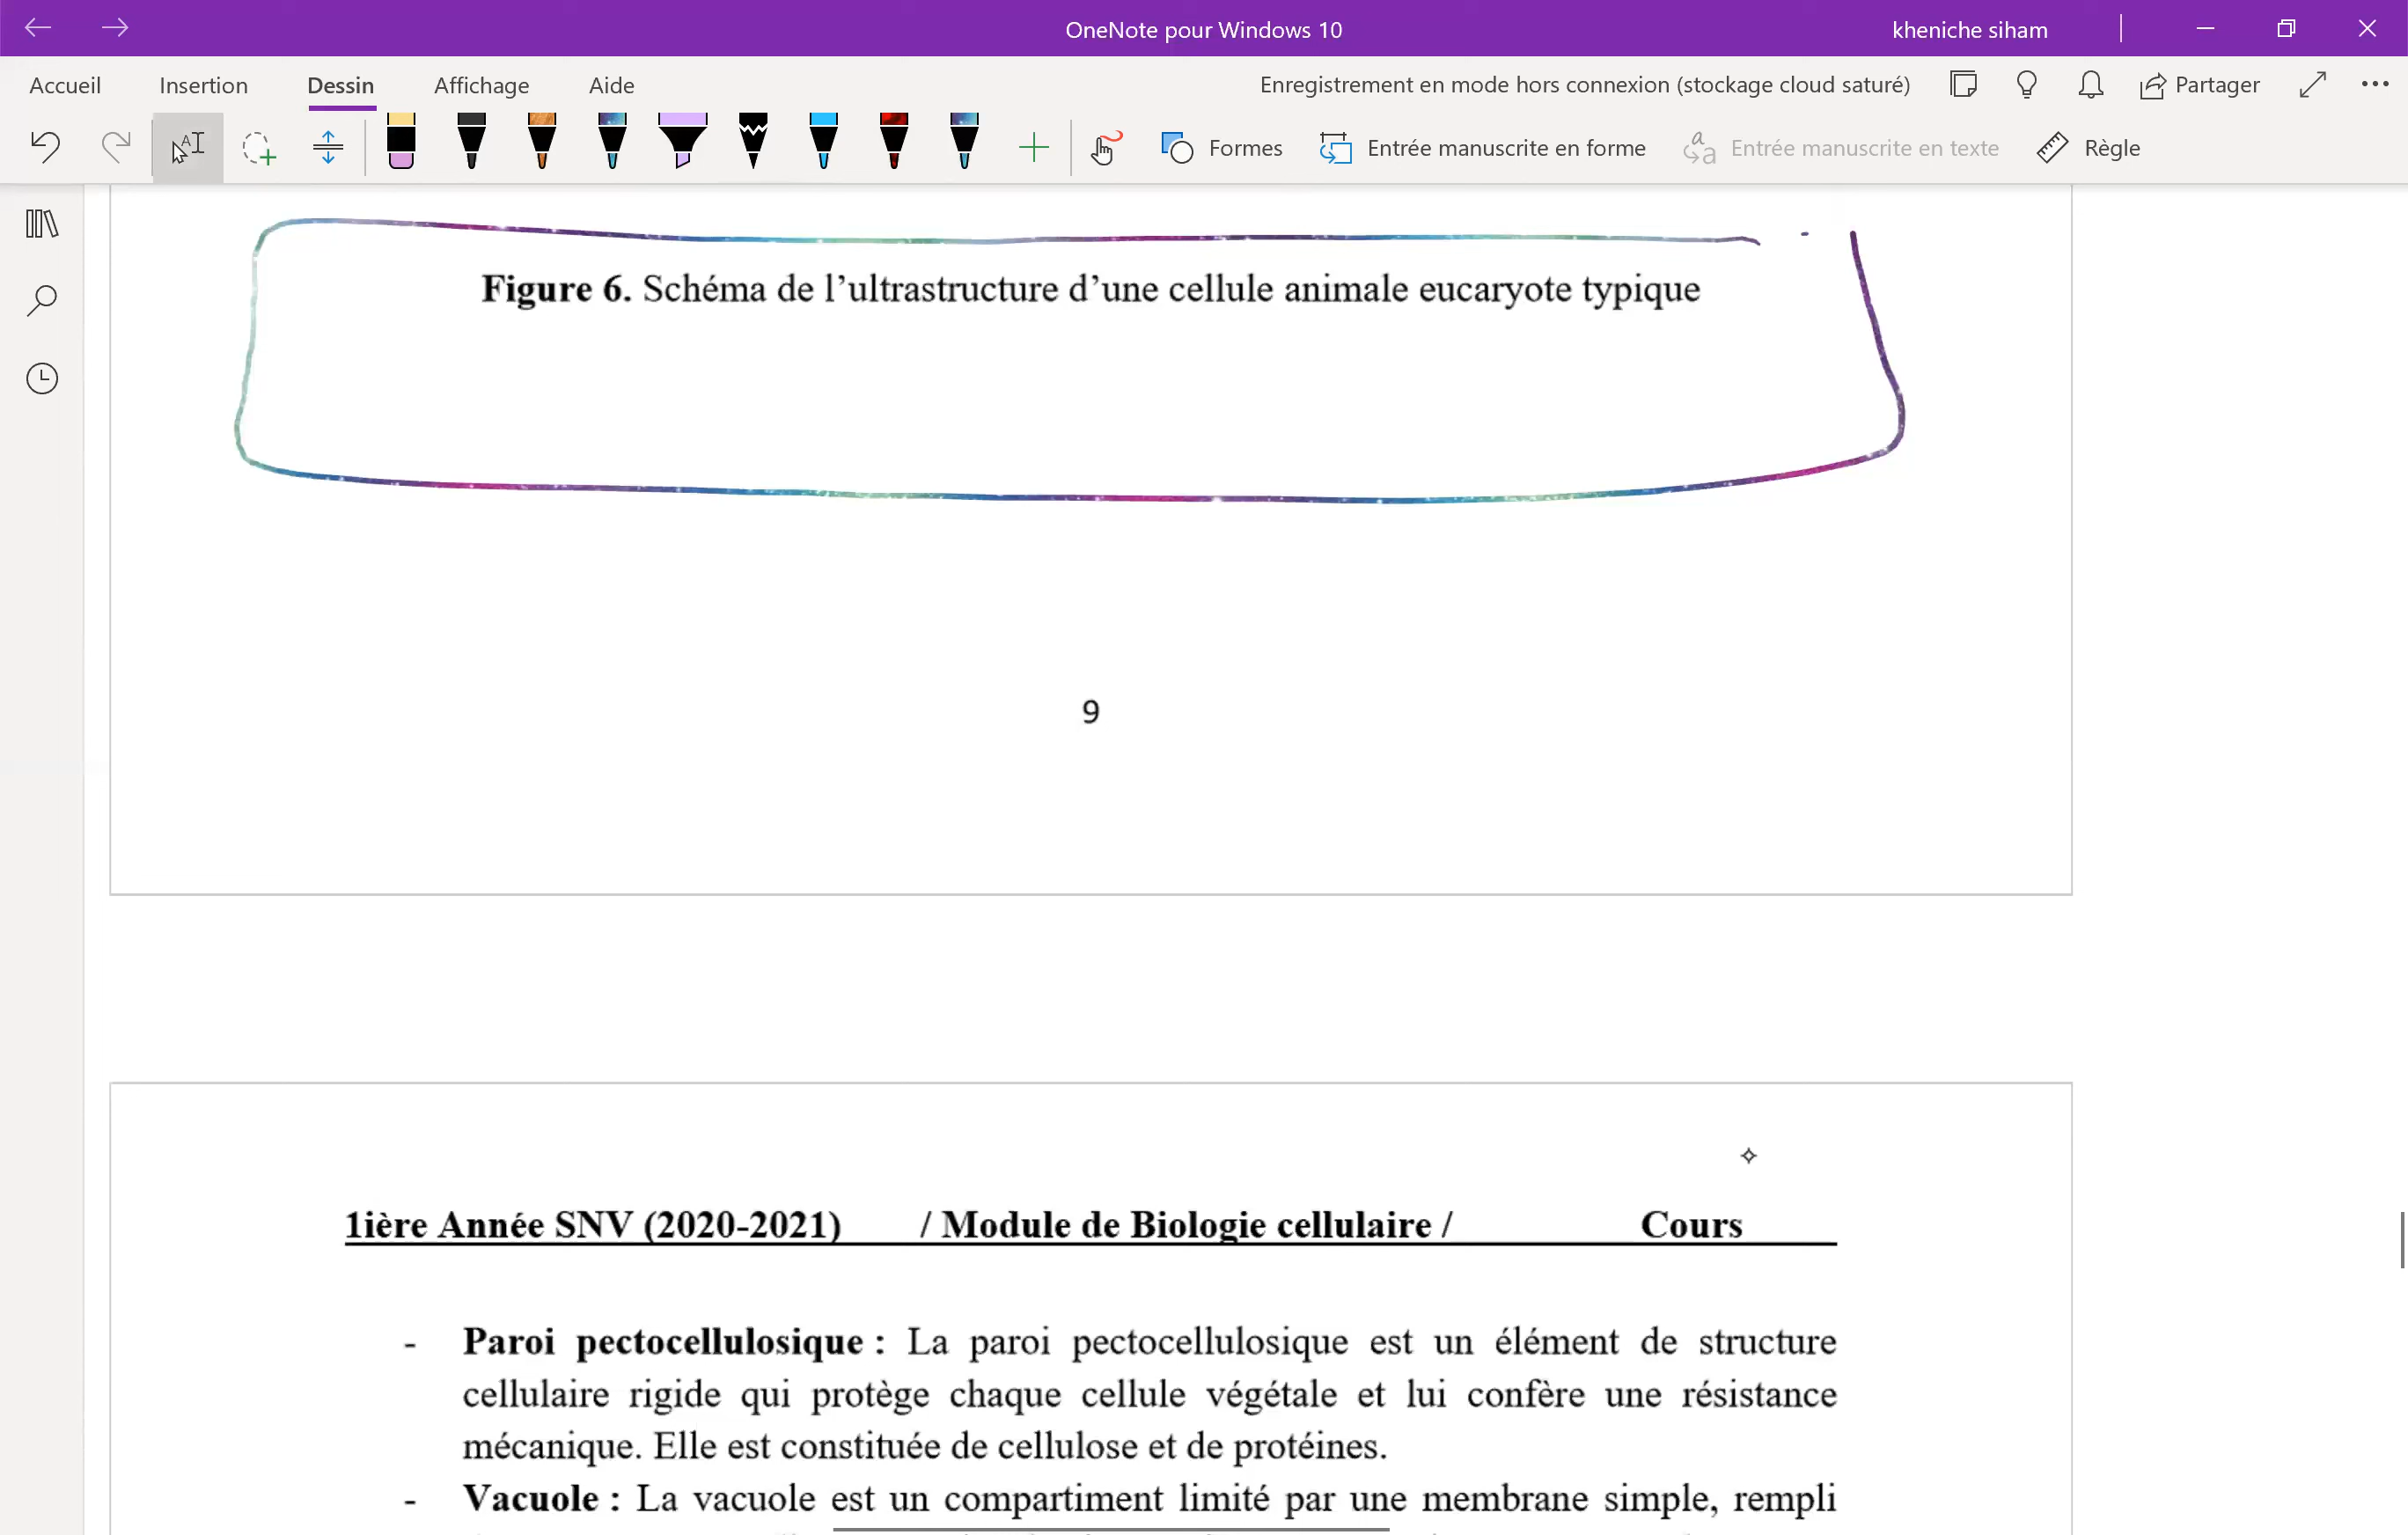 OneNote pour Windows 10
kheniche siham
Accueil Insertion Dessin Affichage Aide
Enregistrement en mode hors connexion (stockage cloud saturé)
Partager
Formes Entrée manuscrite en forme Entrée manuscrite en texte Règle
Figure 6. Schéma de l’ultrastructure d’une cellule animale eucaryote typique
9
1ière Année SNV (2020-2021) / Module de Biologie cellulaire / Cours
- Paroi pectocellulosique : La paroi pectocellulosique est un élément de structure
cellulaire rigide qui protège chaque cellule végétale et lui confère une résistance
mécanique. Elle est constituée de cellulose et de protéines.
- Vacuole : La vacuole est un compartiment limité par une membrane simple, rempli